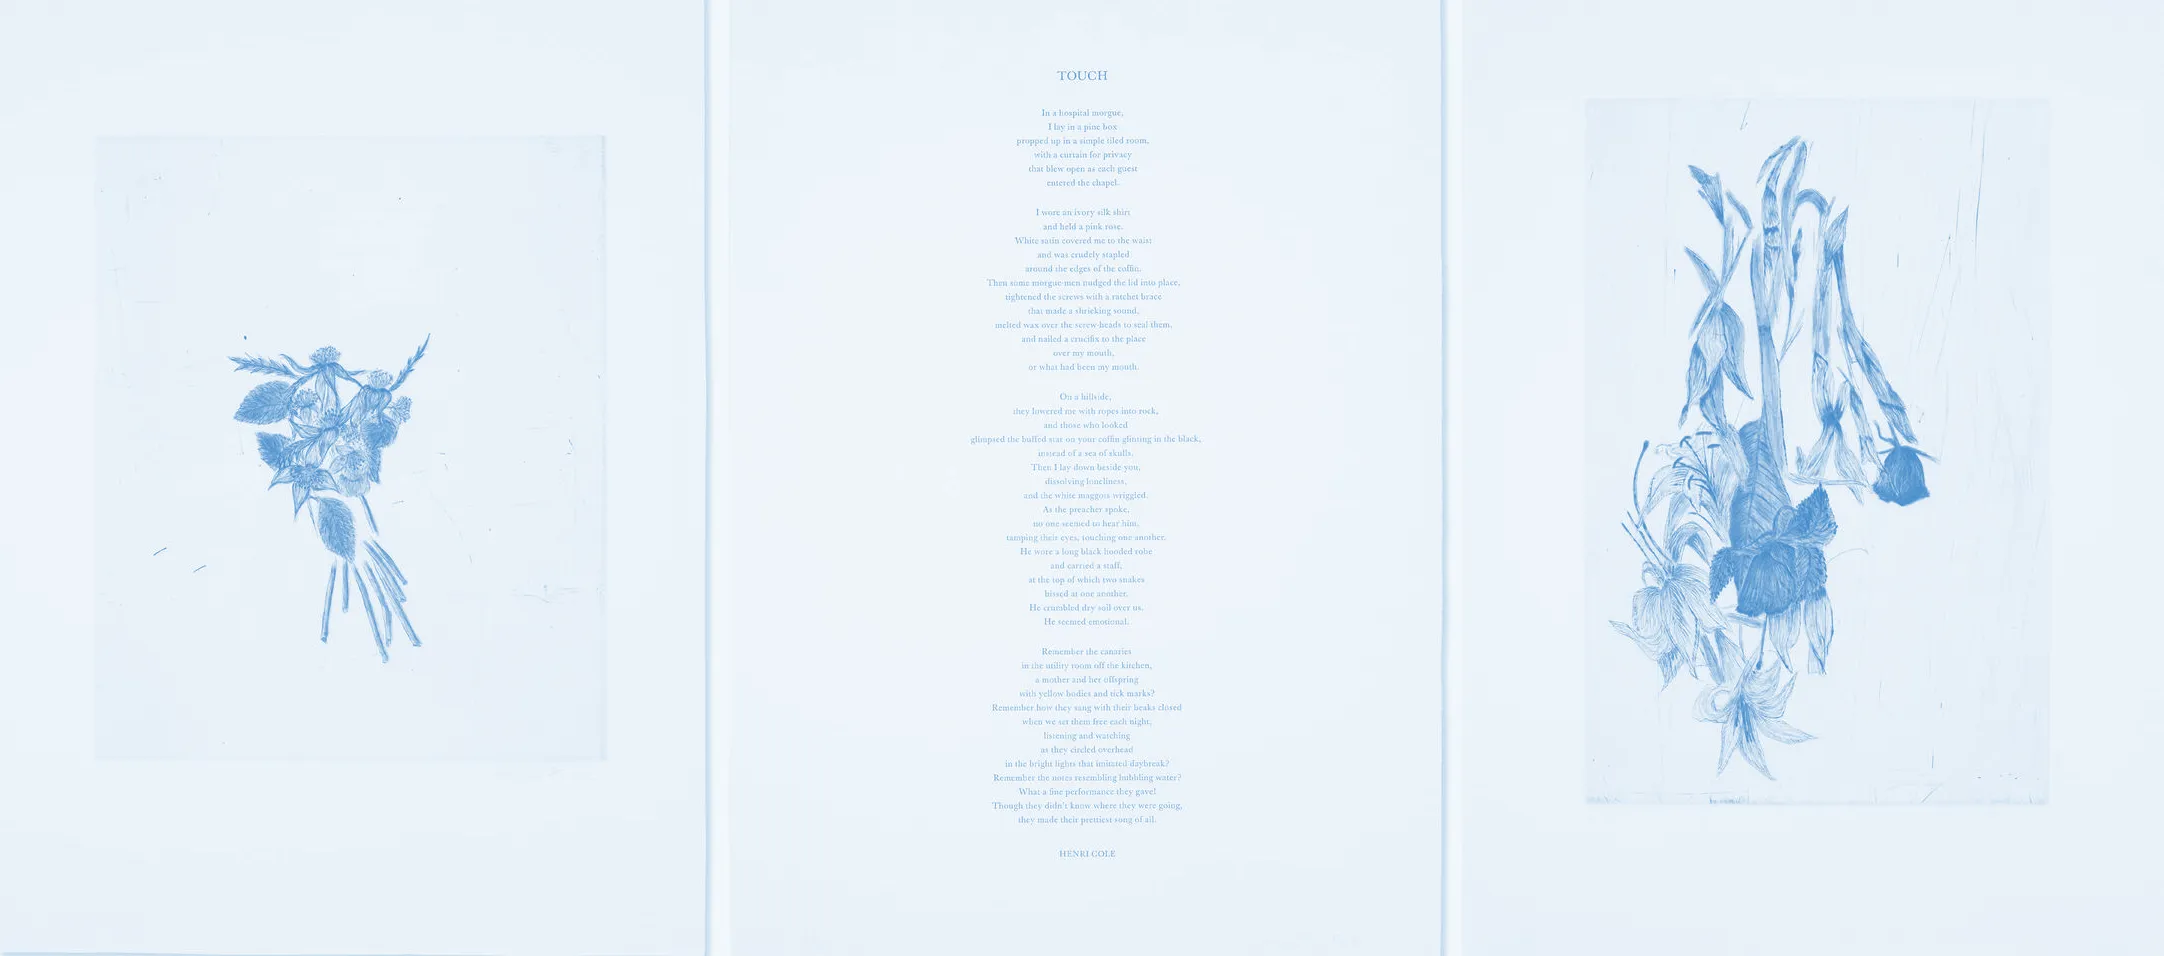 TOUCH
In a hospital morgue,
I lay in a pine box
propped up in a simple tiled room,
with a curtain for privacy
that blew open as each guest
entered the chapel.
I wore an ivory silk shirt
and held a pink rose.
White satin covered me to the waist
and was crudely stapled
around the edges of the coffin.
Then some morgue men nudged the lid into place,
tightened the screws with a ratchet brace
that made a shrieking sound,
melted wax over the screw-heads to seal them,
and nailed a crucifix to the place
over my mouth,
or what had been my mouth.
On a hillside,
they lowered me with ropes into rock,
and those who looked
glimpsed the buffed star on your coffin glinting in the black,
instead of a sea of skulls.
Then I lay down beside you,
dissolving loneliness,
and the white maggots wriggled.
As the preacher spoke,
no one seemed to hear him,
tamping their eyes, touching one another.
He wore a long black hooded robe
and carried a staff,
at the top of which two snakes
hissed at one another.
He crumbled dry soil over us.
He seemed emotional.
Remember the canaries
in the utility room off the kitchen,
a mother and her offspring
with yellow bodies and tick marks?
Remember how they sang with their beaks closed
when we set them free each night,
listening and watching
as they circled overhead
in the bright lights that imitated daybreak?
Remember the notes resembling bubbling water?
What a fine performance they gave!
Though they didn't know where they were going,
they made their prettiest song of all.
HENRI COLE